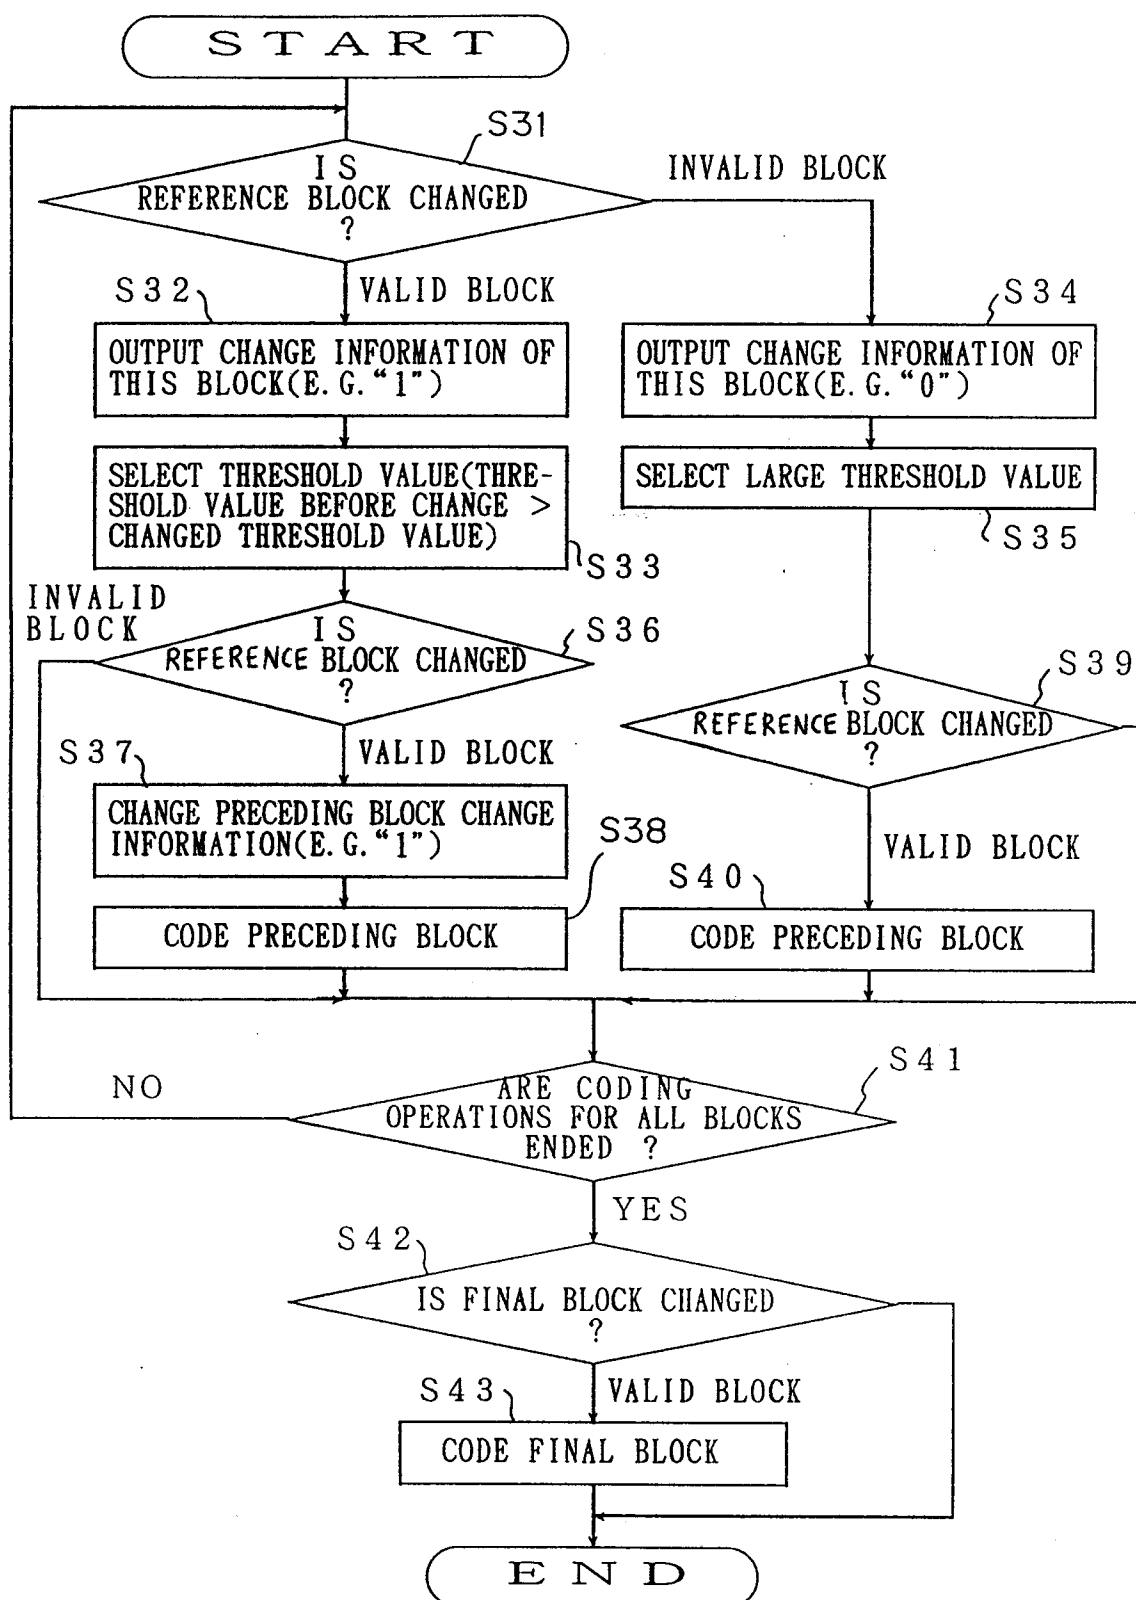 START
S31
IS
REFERENCE BLOCK CHANGED
?
INVALID BLOCK
S32
VALID BLOCK
S34
OUTPUT CHANGE INFORMATION OF
THIS BLOCK(E.G."1")
OUTPUT CHANGE INFORMATION OF
THIS BLOCK(E.G."0")
SELECT THRESHOLD VALUE(THRE-
SHOLD VALUE BEFORE CHANGE >
CHANGED THRESHOLD VALUE)
SELECT LARGE THRESHOLD VALUE
S35
S33
INVALID
BLOCK
IS
REFERENCE BLOCK CHANGED
?
S36
S39
IS
REFERENCE BLOCK CHANGED
?
S37
VALID BLOCK
CHANGE PRECEDING BLOCK CHANGE
INFORMATION(E.G."1")
S38
VALID BLOCK
S40
CODE PRECEDING BLOCK
CODE PRECEDING BLOCK
NO
S41
ARE CODING
OPERATIONS FOR ALL BLOCKS
ENDED ?
YES
S42
IS FINAL BLOCK CHANGED
?
S43
VALID BLOCK
CODE FINAL BLOCK
END